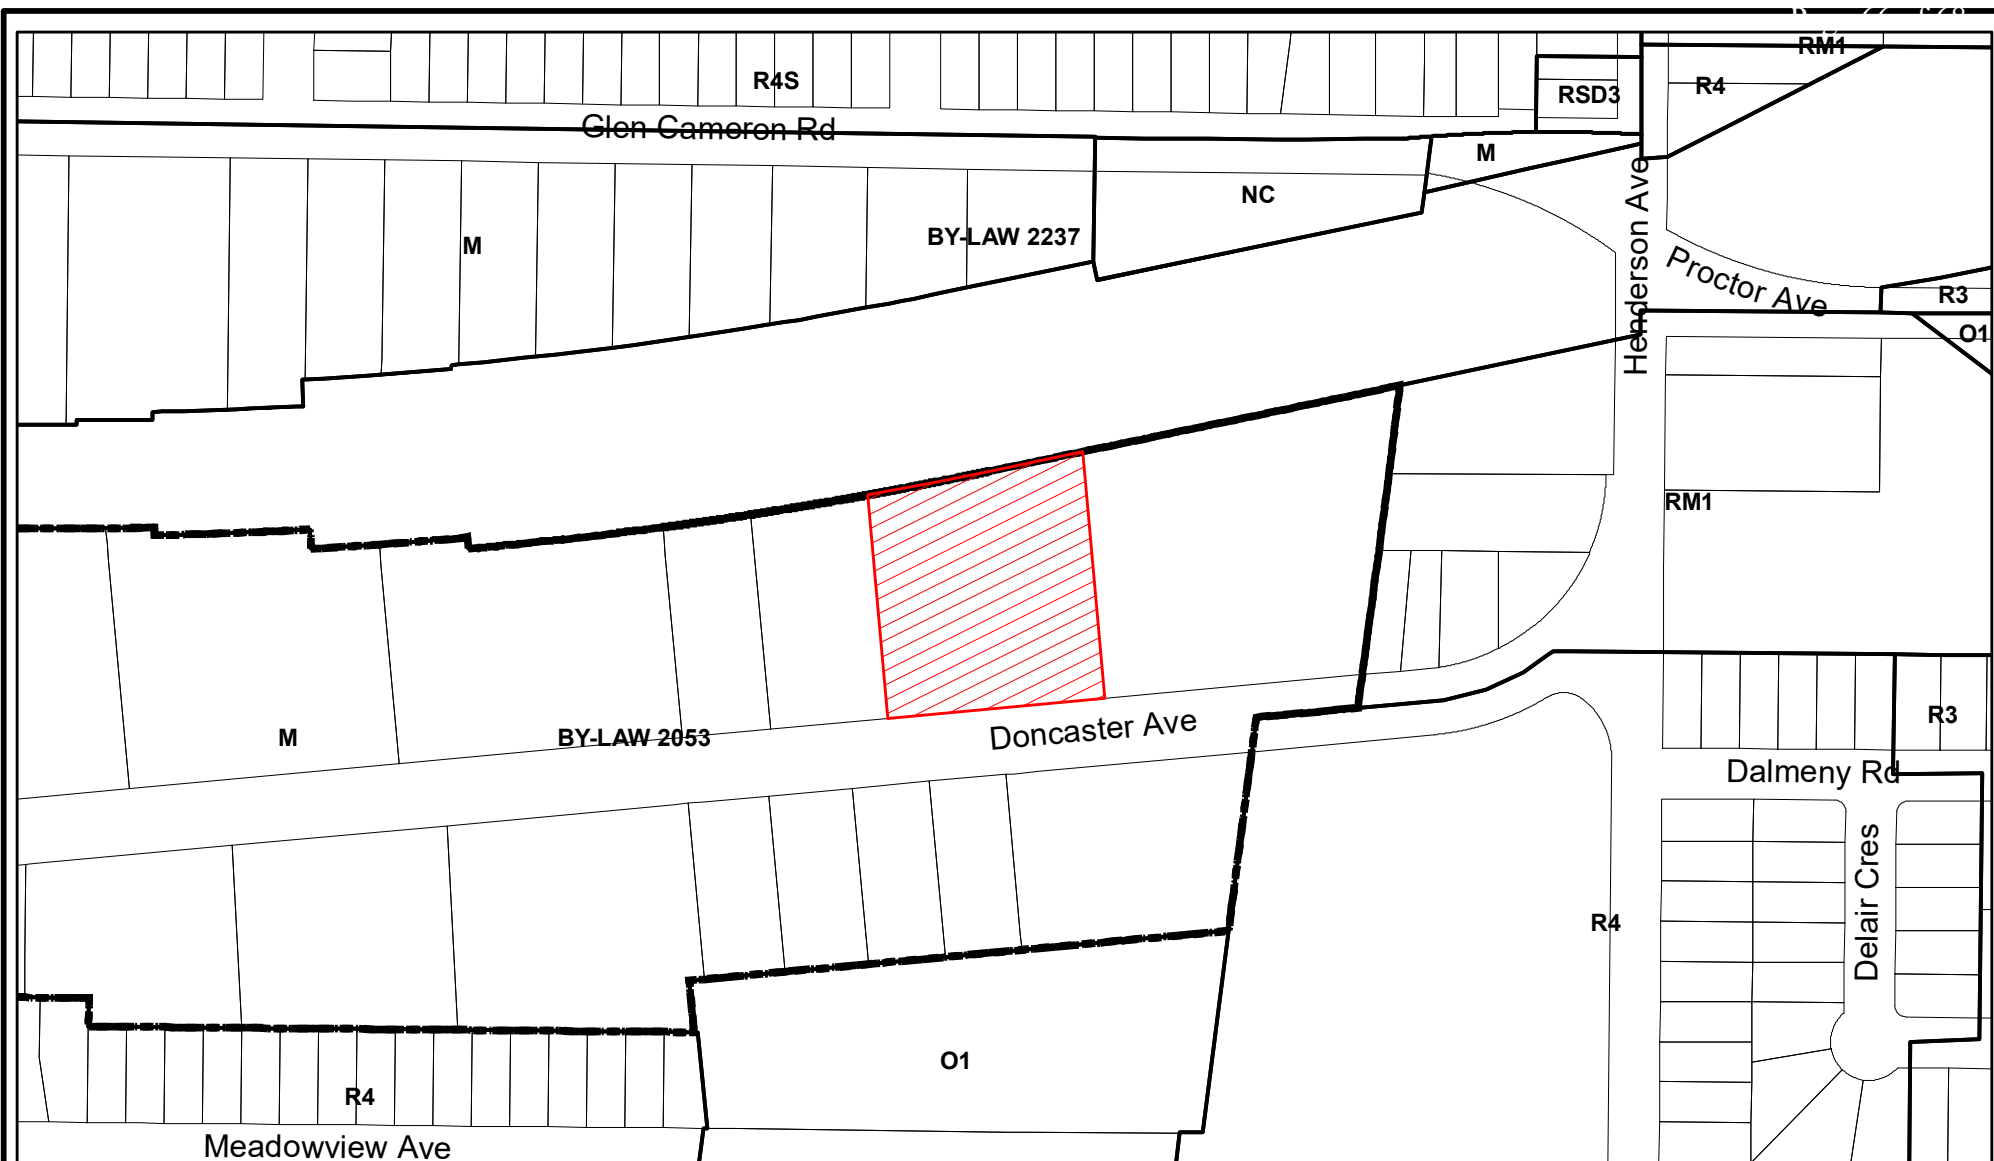 RM1
R4S
R4
RSD3
Glen Cameron Rd
M
NC
Henderson Ave
BY-LAW 2237
M
Proctor Ave
R3
O1
RM1
R3
Doncaster Ave
M
BY-LAW 2053
Dalmeny Rd
Delair Cres
R4
O1
R4
Meadowview Ave